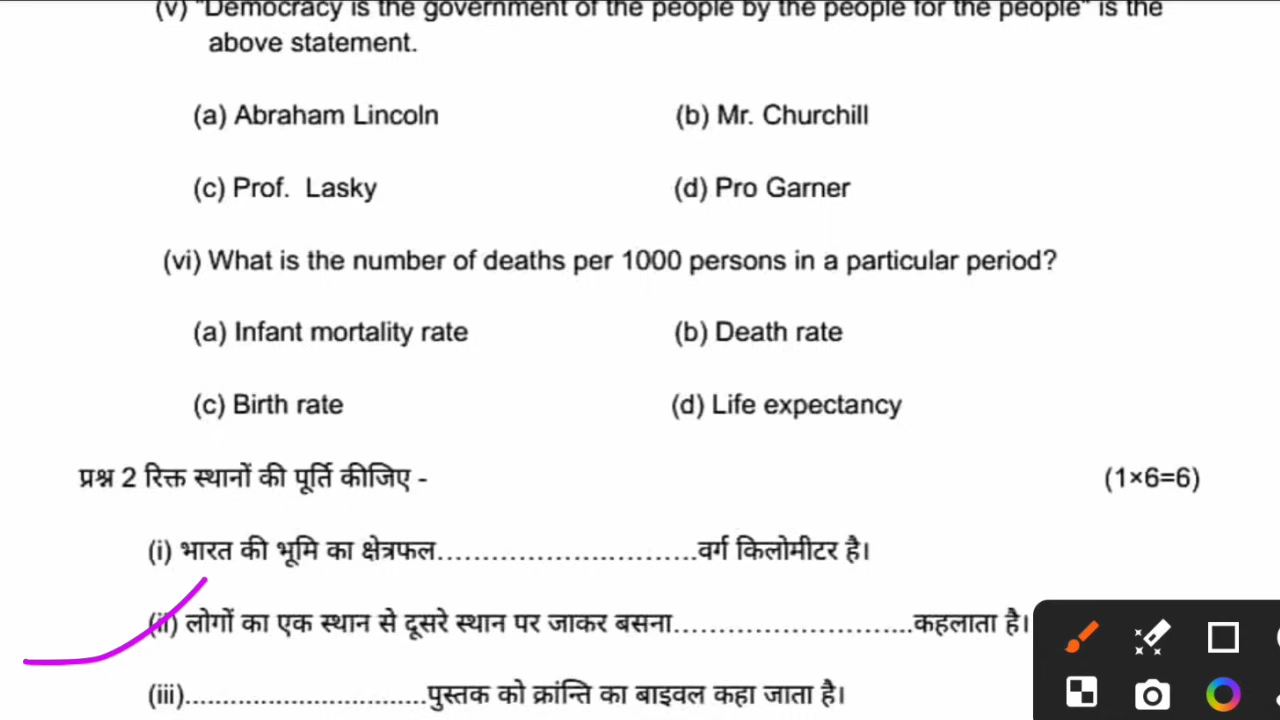 (v) "Democracy is the government of the people by the people for the people" is the
above statement.
(a) Abraham Lincoln (b) Mr. Churchill
(c) Prof. Lasky (d) Pro Garner
(vi) What is the number of deaths per 1000 persons in a particular period?
(a) Infant mortality rate (b) Death rate
(c) Birth rate (d) Life expectancy
प्रश्न 2 रिक्त स्थानों की पूर्ति कीजिए - (1×6=6)
(i) भारत की भूमि का क्षेत्रफल............................वर्ग किलोमीटर है।
(ii) लोगों का एक स्थान से दूसरे स्थान पर जाकर बसना..........................कहलाता है।
(iii)................................पुस्तक को क्रांन्ति का बाइवल कहा जाता है।